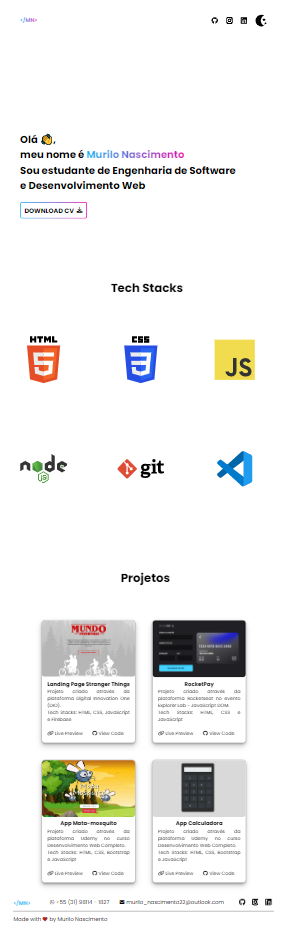 </MN>
Olá 👋,
meu nome é Murilo Nascimento
Sou estudante de Engenharia de Software
e Desenvolvimento Web
DOWNLOAD CV
Tech Stacks
HTML
CSS
JS
node
JS
git
Projetos
MUNDO
Landing Page Stranger Things
Projeto criado através da
plataforma Digital Innovation One
(DIO).
Tech Stacks: HTML, CSS, Javascript
e Firebase
Live Preview View Code
RocketPay
Projeto criado através da
plataforma Rocketseat no evento
Explorer Lab - Javascript DOM.
Tech Stacks: HTML, CSS e
Javascript
Live Preview View Code
App Mata-mosquito
Projeto criado através da
plataforma Udemy no curso
Desenvolvimento Web Completo.
Tech Stacks: HTML, CSS, Bootstrap
e Javascript
Live Preview View Code
App Calculadora
Projeto criado através da
plataforma Udemy no curso
Desenvolvimento Web Completo.
Tech Stacks: HTML, CSS, Bootstrap
e Javascript
Live Preview View Code
</MN> +55 (31) 98114 - 1827 murilo_nascimento22@outlook.com
Made with ❤ by Murilo Nascimento